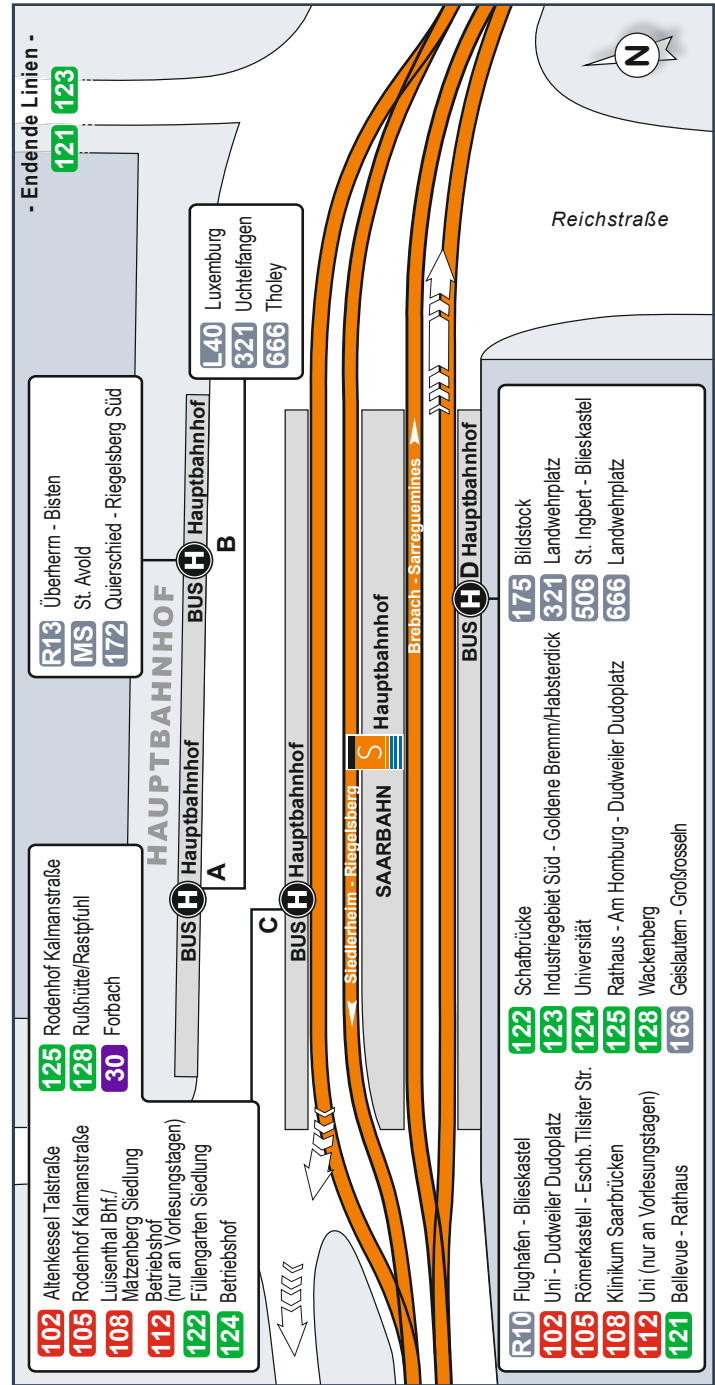 - Endende Linien -
121 123
102 Altenkessel Talstraße
105 Rodenhof Kalmanstraße
108 Luisenthal Bhf./
Matzenberg Siedlung
112 Betriebshof
(nur an Vorlesungstagen)
122 Füllengarten Siedlung
124 Betriebshof
125 Rodenhof Kalmanstraße
128 Rußhütte/Rastpfuhl
30 Forbach
R13 Überherrn - Bisten
MS St. Avold
172 Quierschied - Riegelsberg Süd
L40 Luxemburg
321 Uchtelfangen
666 Tholey
HAUPTBAHNHOF
BUS H Hauptbahnhof
A
BUS H Hauptbahnhof
B
C
BUS H Hauptbahnhof
Siedlerheim - Riegelsberg
SAARBAHN S Hauptbahnhof
Brebach - Sarreguemines
BUS H D Hauptbahnhof
Reichstraße
N
R10 Flughafen - Blieskastel
102 Uni - Dudweiler Dudoplatz
105 Römerkastell - Eschb. Tilsiter Str.
108 Klinikum Saarbrücken
112 Uni (nur an Vorlesungstagen)
121 Bellevue - Rathaus
122 Schafbrücke
123 Industriegebiet Süd - Goldene Bremm/Habsterdick
124 Universität
125 Rathaus - Am Homburg - Dudweiler Dudoplatz
128 Wackenberg
166 Geislautern - Großrosseln
175 Bildstock
321 Landwehrplatz
506 St. Ingbert - Blieskastel
666 Landwehrplatz